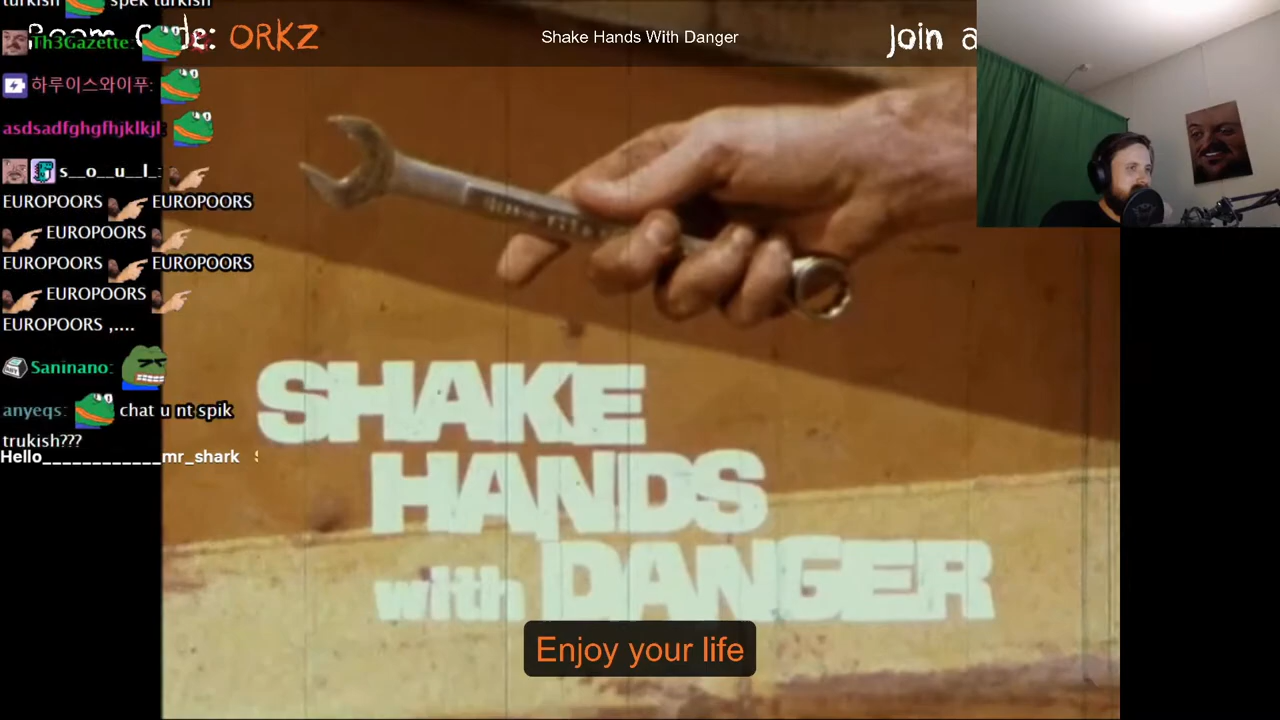 turkish spek turkish
Room Code: ORKZ
Shake Hands With Danger
Join a
Th3Gazette:
하루이스와이푸:
asdsadfghgfhjklkjl:
s__o__u__l_:
EUROPOORS EUROPOORS
EUROPOORS
EUROPOORS EUROPOORS
EUROPOORS
EUROPOORS ,....
Saninano:
anyeqs: chat u nt spik
trukish???
Hello____________mr_shark
SHAKE
HANDS
with DANGER
Enjoy your life